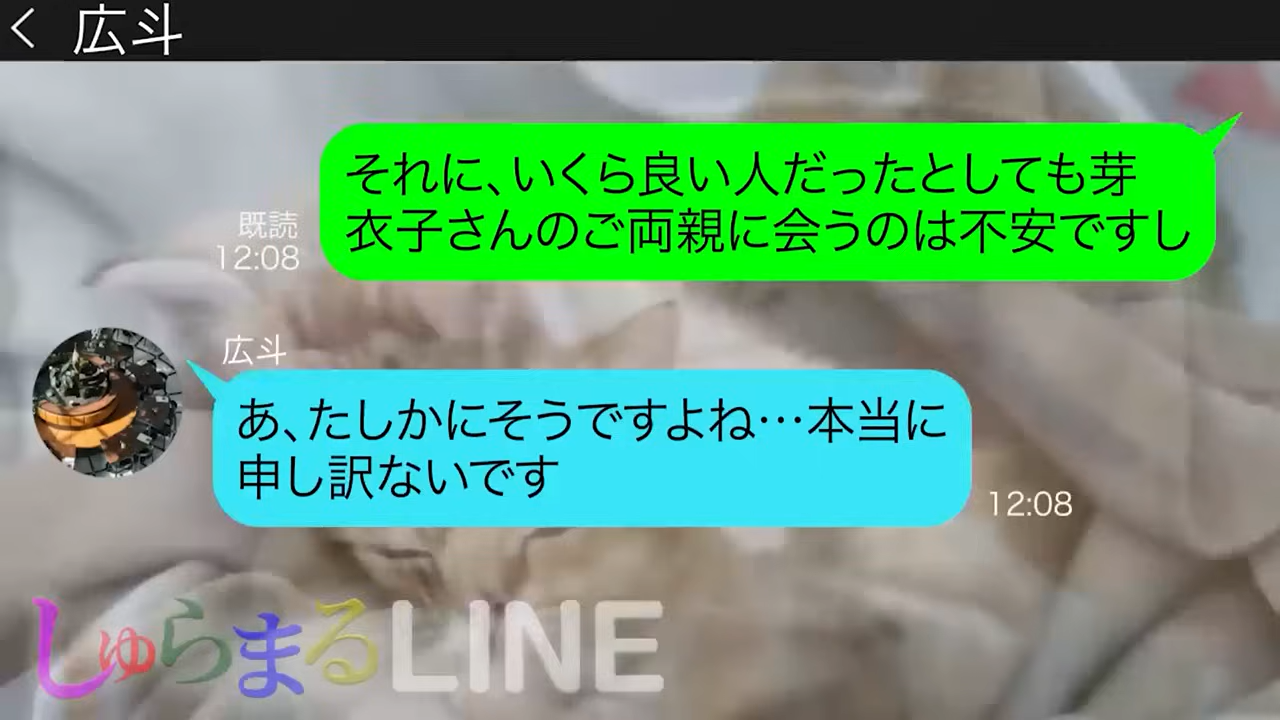 広斗
それに、いくら良い人だったとしても芽
衣子さんのご両親に会うのは不安ですし
既読
12:08
広斗
あ、たしかにそうですよね…本当に
申し訳ないです
12:08
しゅらまるLINE